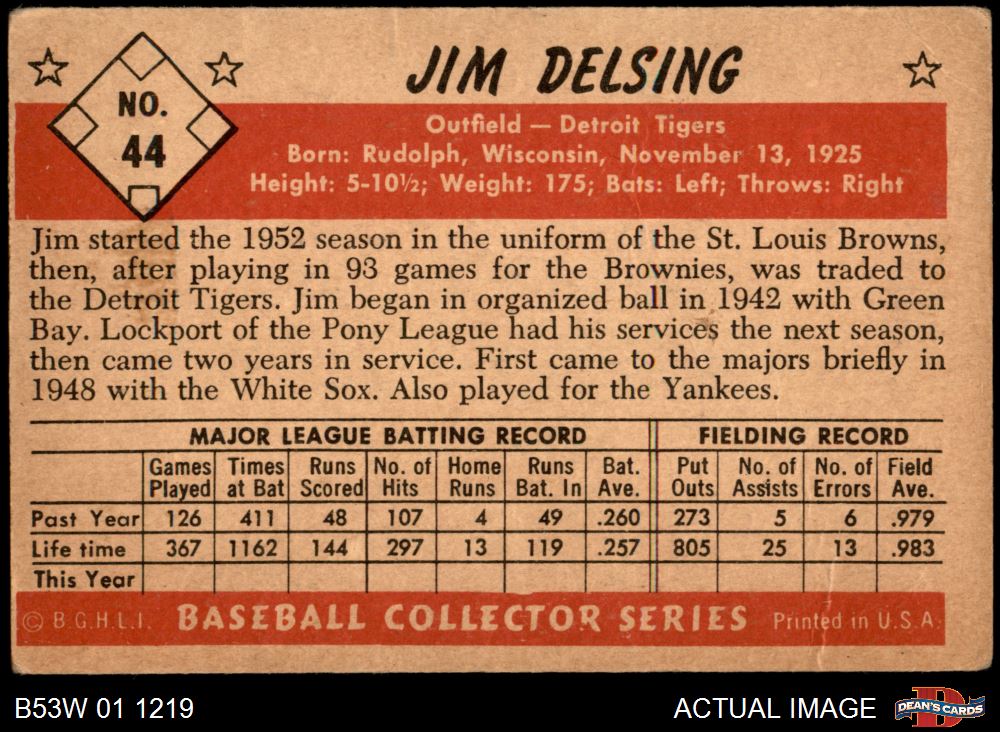 JIM DELSING
NO.
44
Outfield — Detroit Tigers
Born: Rudolph, Wisconsin, November 13, 1925
Height: 5-10½; Weight: 175; Bats: Left; Throws: Right
Jim started the 1952 season in the uniform of the St. Louis Browns,
then, after playing in 93 games for the Brownies, was traded to
the Detroit Tigers. Jim began in organized ball in 1942 with Green
Bay. Lockport of the Pony League had his services the next season,
then came two years in service. First came to the majors briefly in
1948 with the White Sox. Also played for the Yankees.
MAJOR LEAGUE BATTING RECORD FIELDING RECORD
Games Times Runs No. of Home Runs Bat. Put No. of No. of Field
Played at Bat Scored Hits Runs Bat. In Ave. Outs Assists Errors Ave.
Past Year 126 411 48 107 4 49 .260 273 5 6 .979
Life time 367 1162 144 297 13 119 .257 805 25 13 .983
This Year
© B.G.H.L.I. BASEBALL COLLECTOR SERIES Printed in U.S.A.
B53W 01 1219 ACTUAL IMAGE DEAN'S CARDS